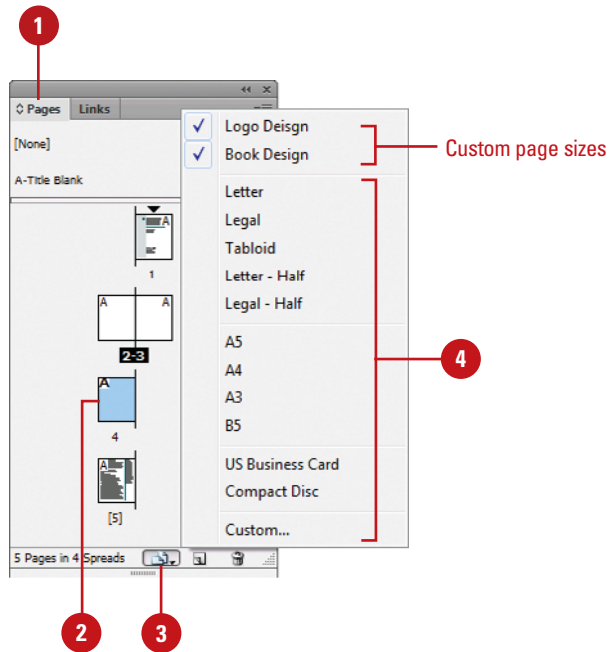 1
Pages Links
[None]
A-Title Blank
A
1
A A
2-3
A
4
A
[5]
5 Pages in 4 Spreads
Logo Deisgn
Book Design
Custom page sizes
Letter
Legal
Tabloid
Letter - Half
Legal - Half
A5
A4
A3
B5
US Business Card
Compact Disc
Custom...
4
2
3